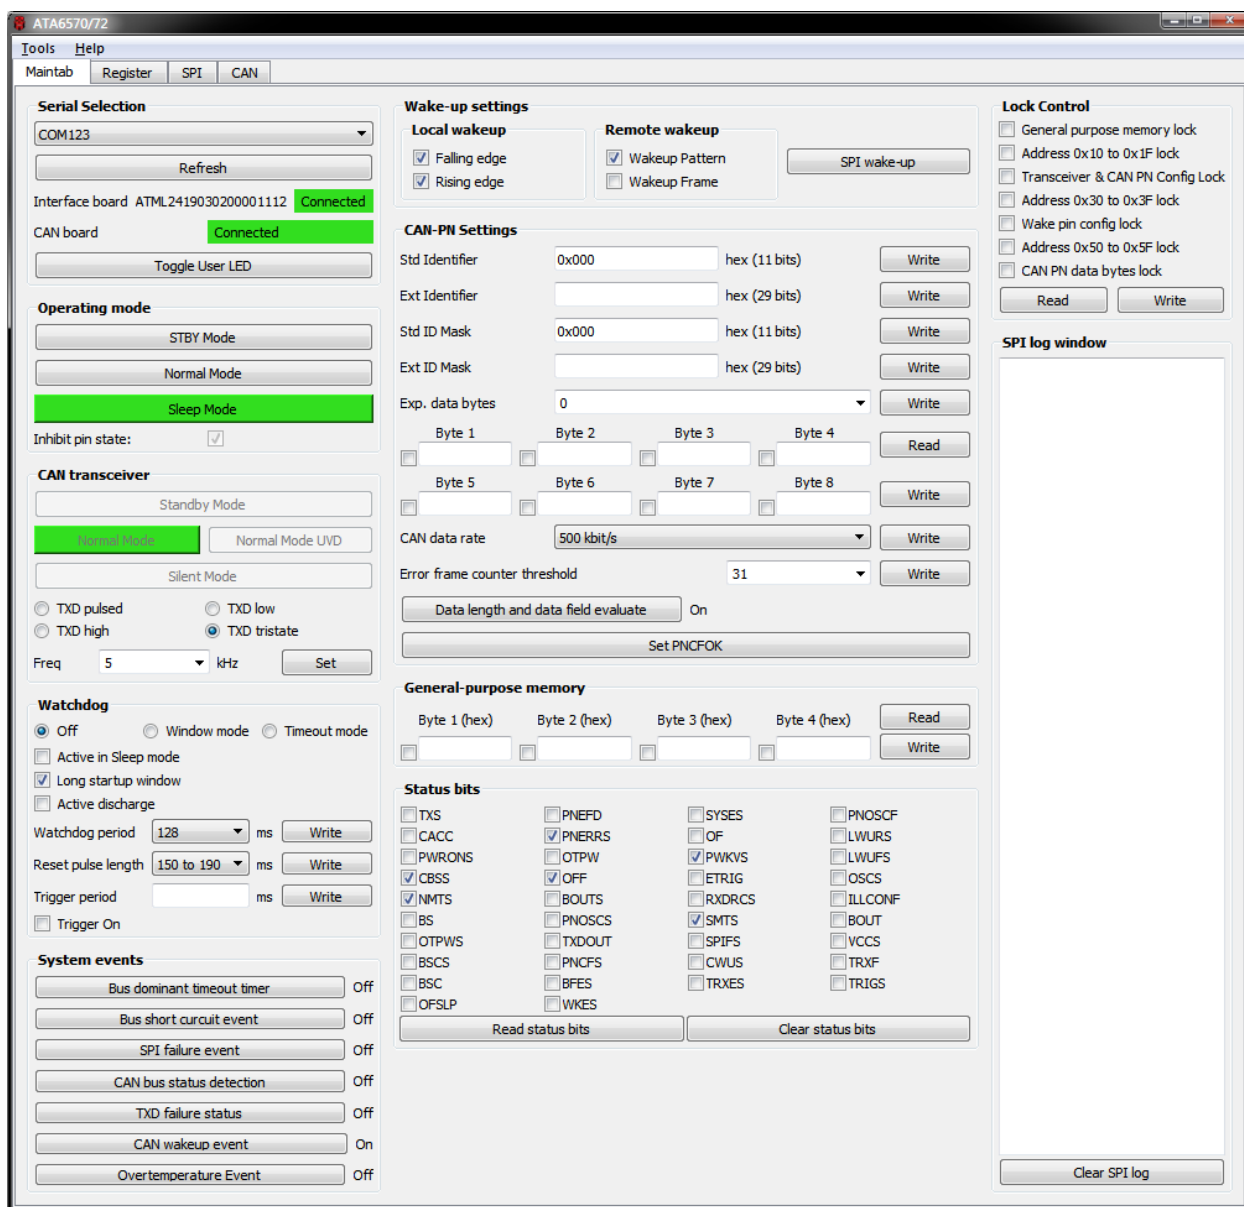 ATA6570/72
Tools Help
Maintab Register SPI CAN
Serial Selection
COM123
Refresh
Interface board ATML2419030200001112 Connected
CAN board Connected
Toggle User LED
Operating mode
STBY Mode
Normal Mode
Sleep Mode
Inhibit pin state:
CAN transceiver
Standby Mode
Normal Mode Normal Mode UVD
Silent Mode
TXD pulsed TXD low
TXD high TXD tristate
Freq 5 kHz Set
Watchdog
Off Window mode Timeout mode
Active in Sleep mode
Long startup window
Active discharge
Watchdog period 128 ms Write
Reset pulse length 150 to 190 ms Write
Trigger period ms Write
Trigger On
System events
Bus dominant timeout timer Off
Bus short curcuit event Off
SPI failure event Off
CAN bus status detection Off
TXD failure status Off
CAN wakeup event On
Overtemperature Event Off
Wake-up settings
Local wakeup Remote wakeup
Falling edge Wakeup Pattern SPI wake-up
Rising edge Wakeup Frame
CAN-PN Settings
Std Identifier 0x000 hex (11 bits) Write
Ext Identifier hex (29 bits) Write
Std ID Mask 0x000 hex (11 bits) Write
Ext ID Mask hex (29 bits) Write
Exp. data bytes 0 Write
Byte 1 Byte 2 Byte 3 Byte 4 Read
Byte 5 Byte 6 Byte 7 Byte 8 Write
CAN data rate 500 kbit/s Write
Error frame counter threshold 31 Write
Data length and data field evaluate On
Set PNCFOK
General-purpose memory
Byte 1 (hex) Byte 2 (hex) Byte 3 (hex) Byte 4 (hex) Read
Write
Status bits
TXS PNEFD SYSES PNOSCF
CACC PNERRS OF LWURS
PWRONS OTPW PWKVS LWUFS
CBSS OFF ETRIG OSCS
NMTS BOUTS RXDRCS ILLCONF
BS PNOSCS SMTS BOUT
OTPWS TXDOUT SPIFS VCCS
BSCS PNCFS CWUS TRXF
BSC BFES TRXES TRIGS
OFSLP WKES
Read status bits Clear status bits
Lock Control
General purpose memory lock
Address 0x10 to 0x1F lock
Transceiver & CAN PN Config Lock
Address 0x30 to 0x3F lock
Wake pin config lock
Address 0x50 to 0x5F lock
CAN PN data bytes lock
Read Write
SPI log window
Clear SPI log